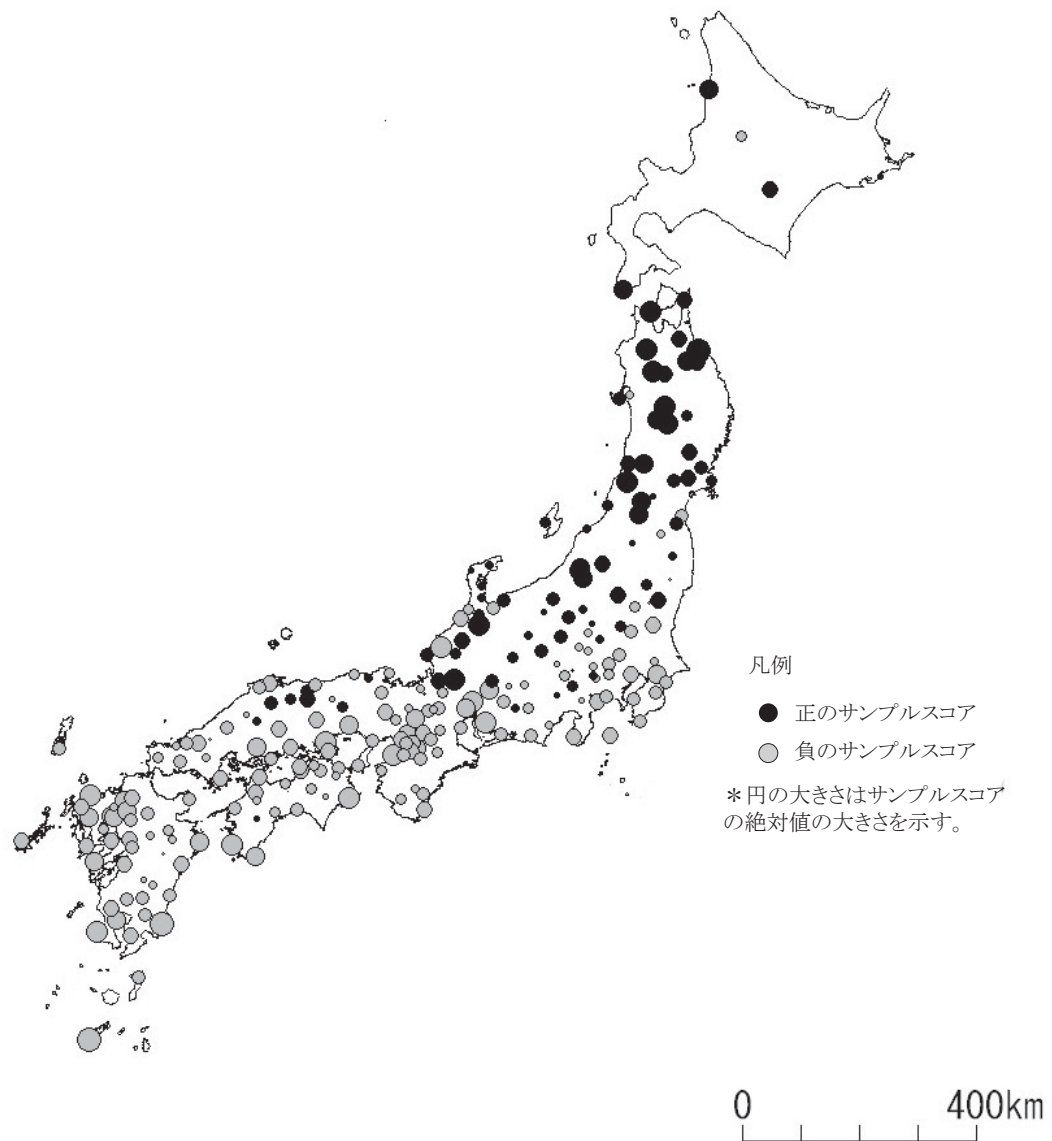 凡例
正のサンプルスコア
負のサンプルスコア
＊円の大きさはサンプルスコア
の絶対値の大きさを示す。
0 400km